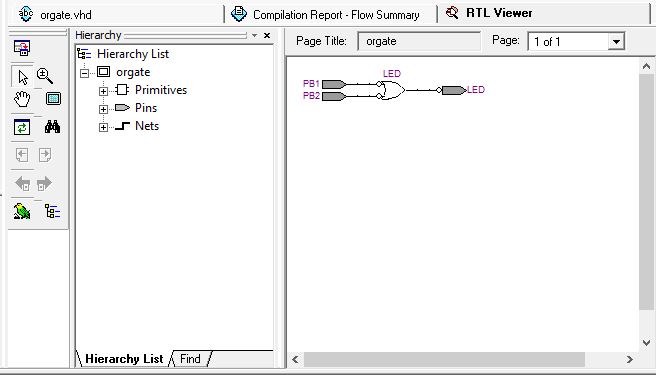 abc orgate.vhd
Compilation Report - Flow Summary
RTL Viewer
Hierarchy
Page Title: orgate Page: 1 of 1
Hierarchy List
orgate
Primitives
Pins
Nets
LED
PB1
PB2
LED
Hierarchy List Find